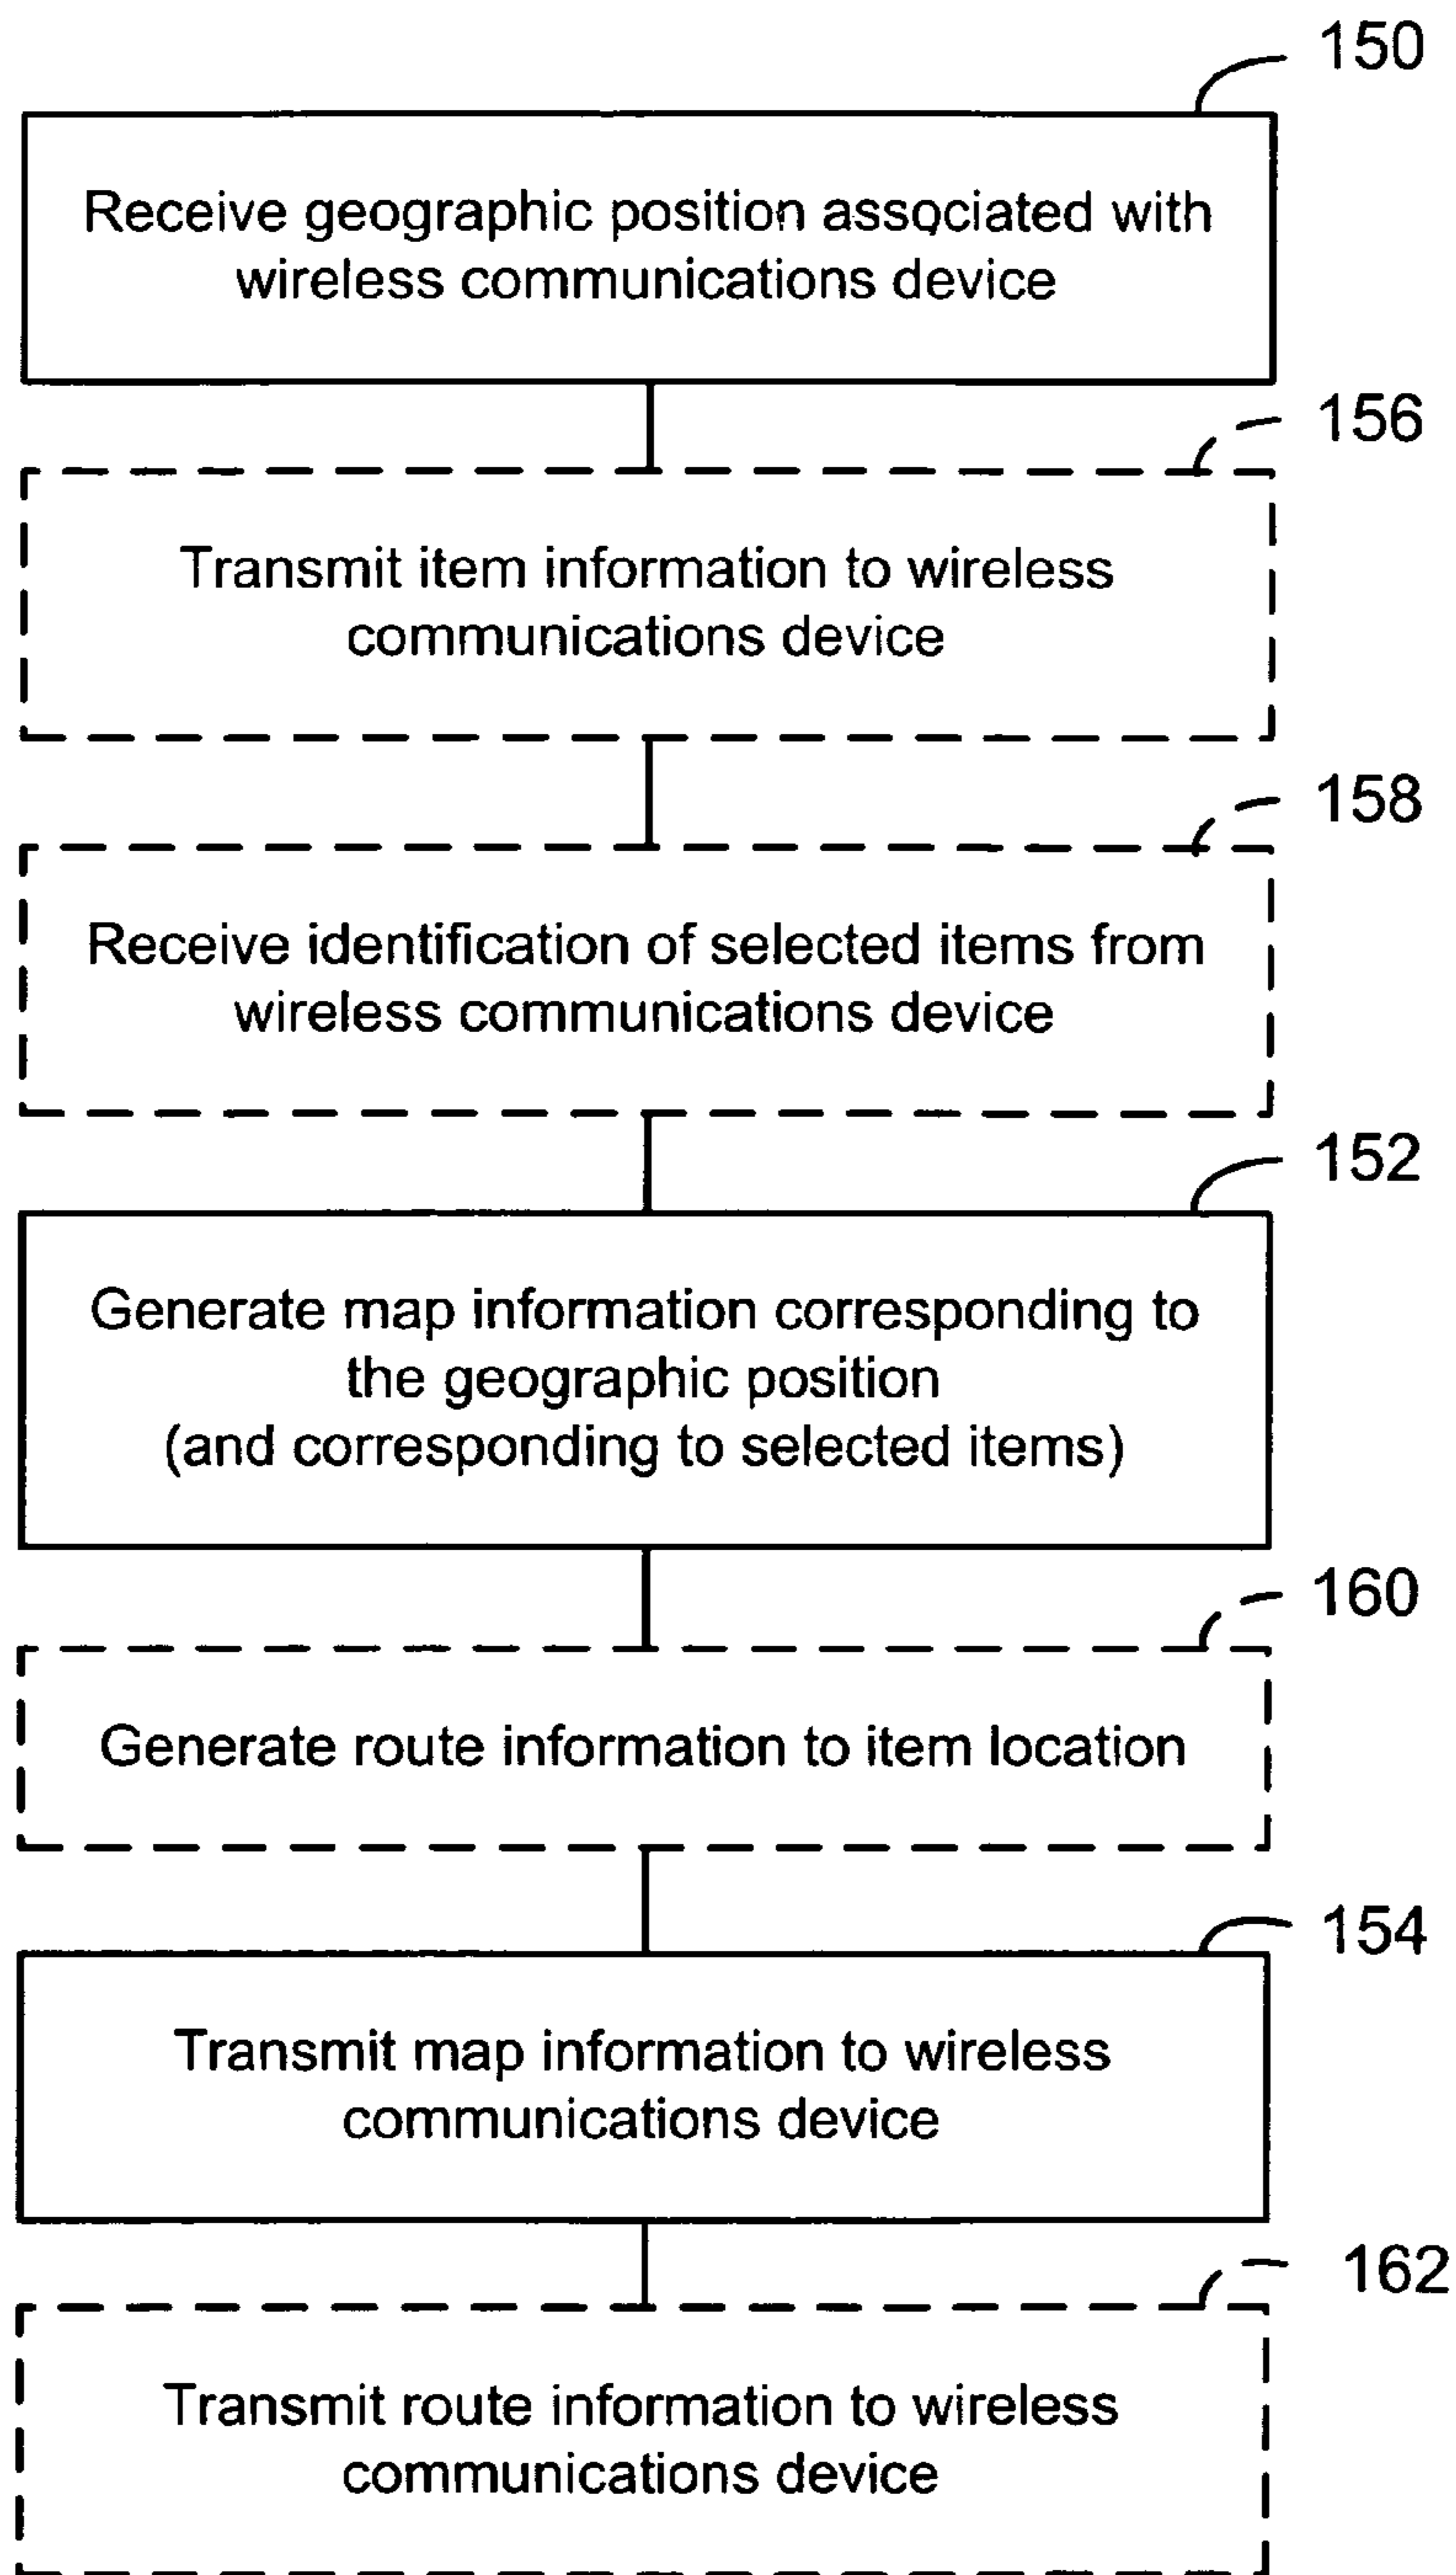 150
Receive geographic position associated with
wireless communications device
156
Transmit item information to wireless
communications device
158
Receive identification of selected items from
wireless communications device
152
Generate map information corresponding to
the geographic position
(and corresponding to selected items)
160
Generate route information to item location
154
Transmit map information to wireless
communications device
162
Transmit route information to wireless
communications device